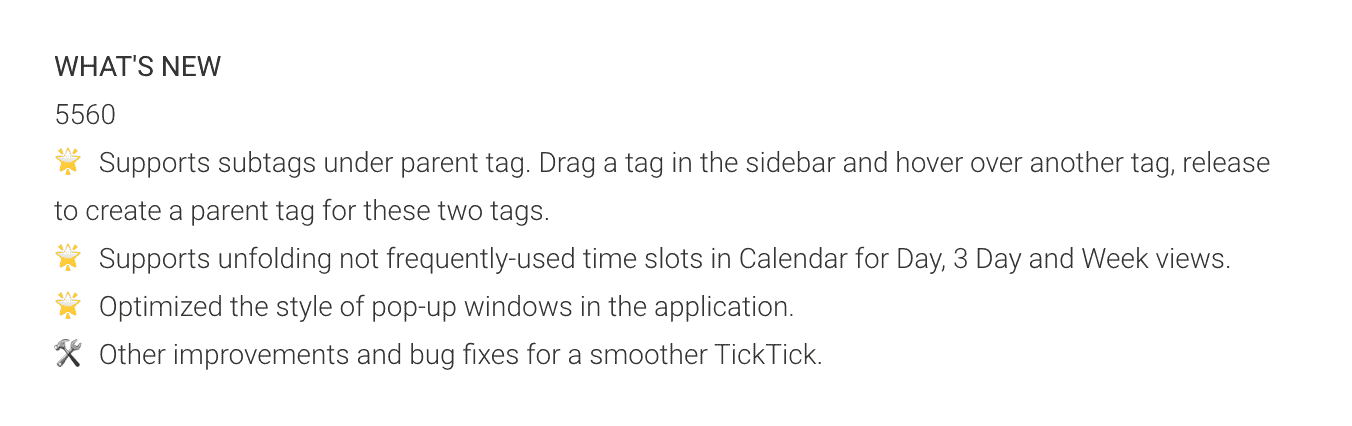 WHAT'S NEW
5560
🌟 Supports subtags under parent tag. Drag a tag in the sidebar and hover over another tag, release
to create a parent tag for these two tags.
🌟 Supports unfolding not frequently-used time slots in Calendar for Day, 3 Day and Week views.
🌟 Optimized the style of pop-up windows in the application.
🛠 Other improvements and bug fixes for a smoother TickTick.